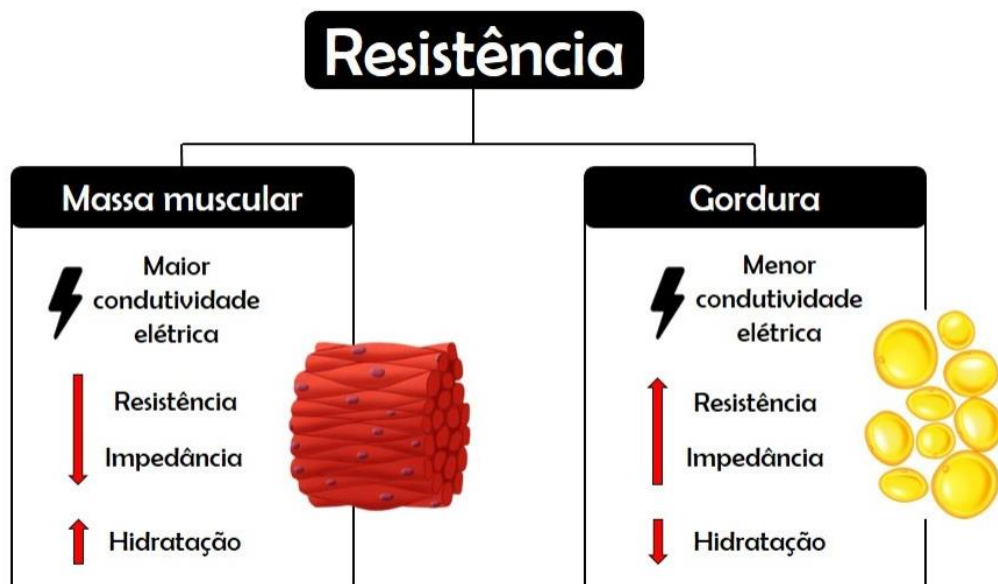 Resistência
Massa muscular
Maior
condutividade
elétrica
Resistência
Impedância
Hidratação
Gordura
Menor
condutividade
elétrica
Resistência
Impedância
Hidratação